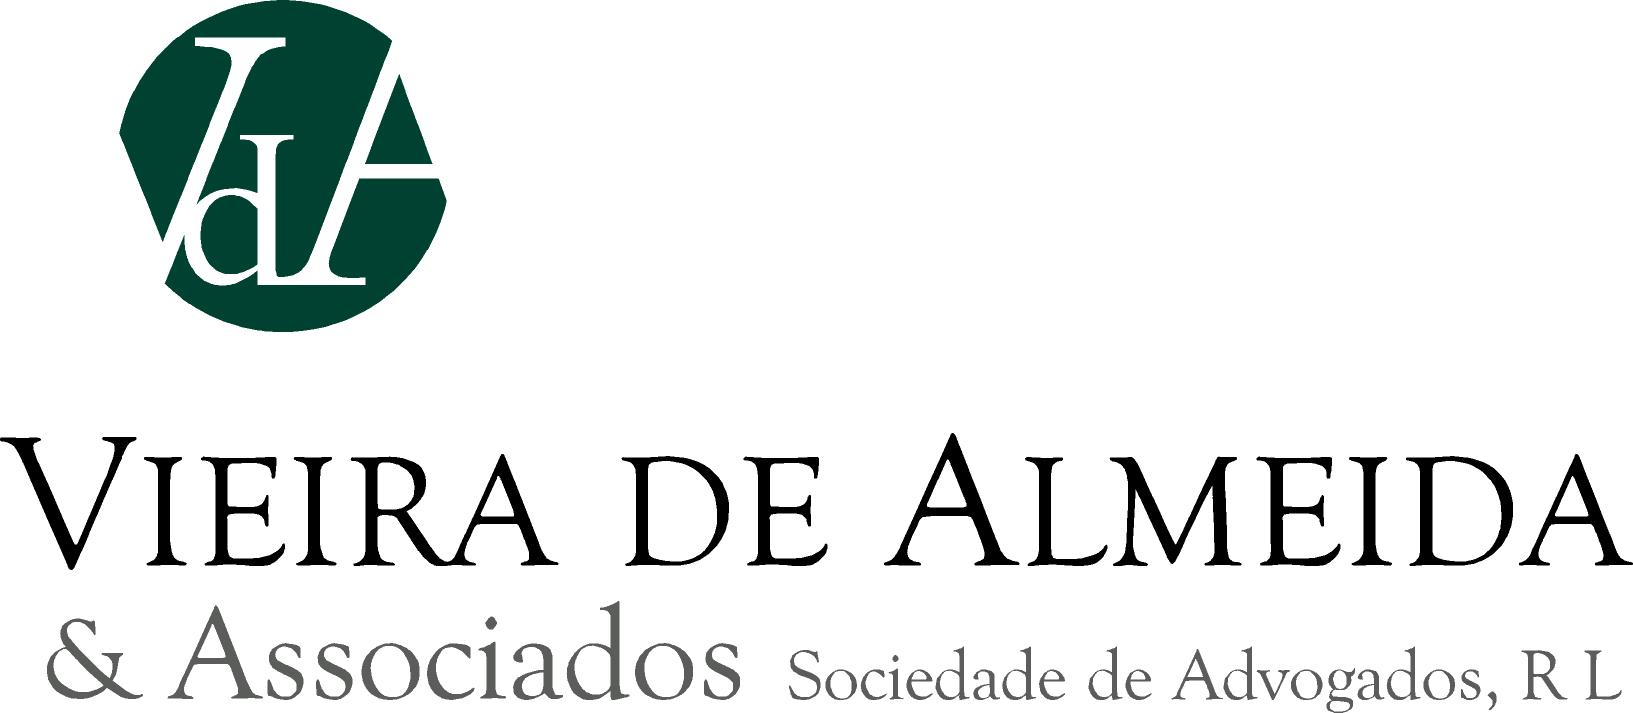 VdA
VIEIRA DE ALMEIDA
& Associados Sociedade de Advogados, R L